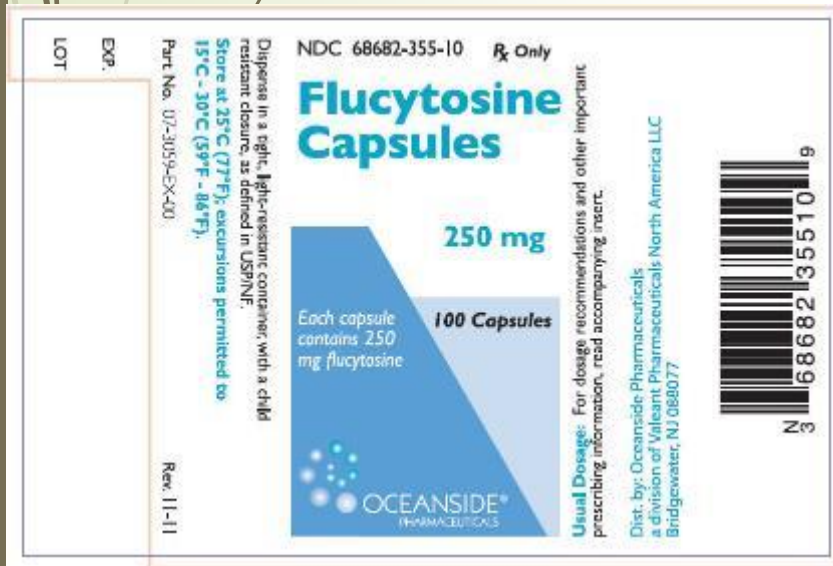 LOT
EXP.
Part No. 07-3059-EX-00
Rev. 11-11
Store at 25°C (77°F); excursions permitted to
15°C - 30°C (59°F - 86°F).
Dispense in a tight, light-resistant container, with a child
resistant closure, as defined in USP/NF.
NDC 68682-355-10 Rx Only
Flucytosine
Capsules
250 mg
100 Capsules
Each capsule
contains 250
mg flucytosine
OCEANSIDE®
PHARMACEUTICALS
Usual Dosage: For dosage recommendations and other important
prescribing information, read accompanying insert.
Dist. by: Oceanside Pharmaceuticals
a division of Valeant Pharmaceuticals North America LLC
Bridgewater, NJ 088077
N3 68682 35510 9